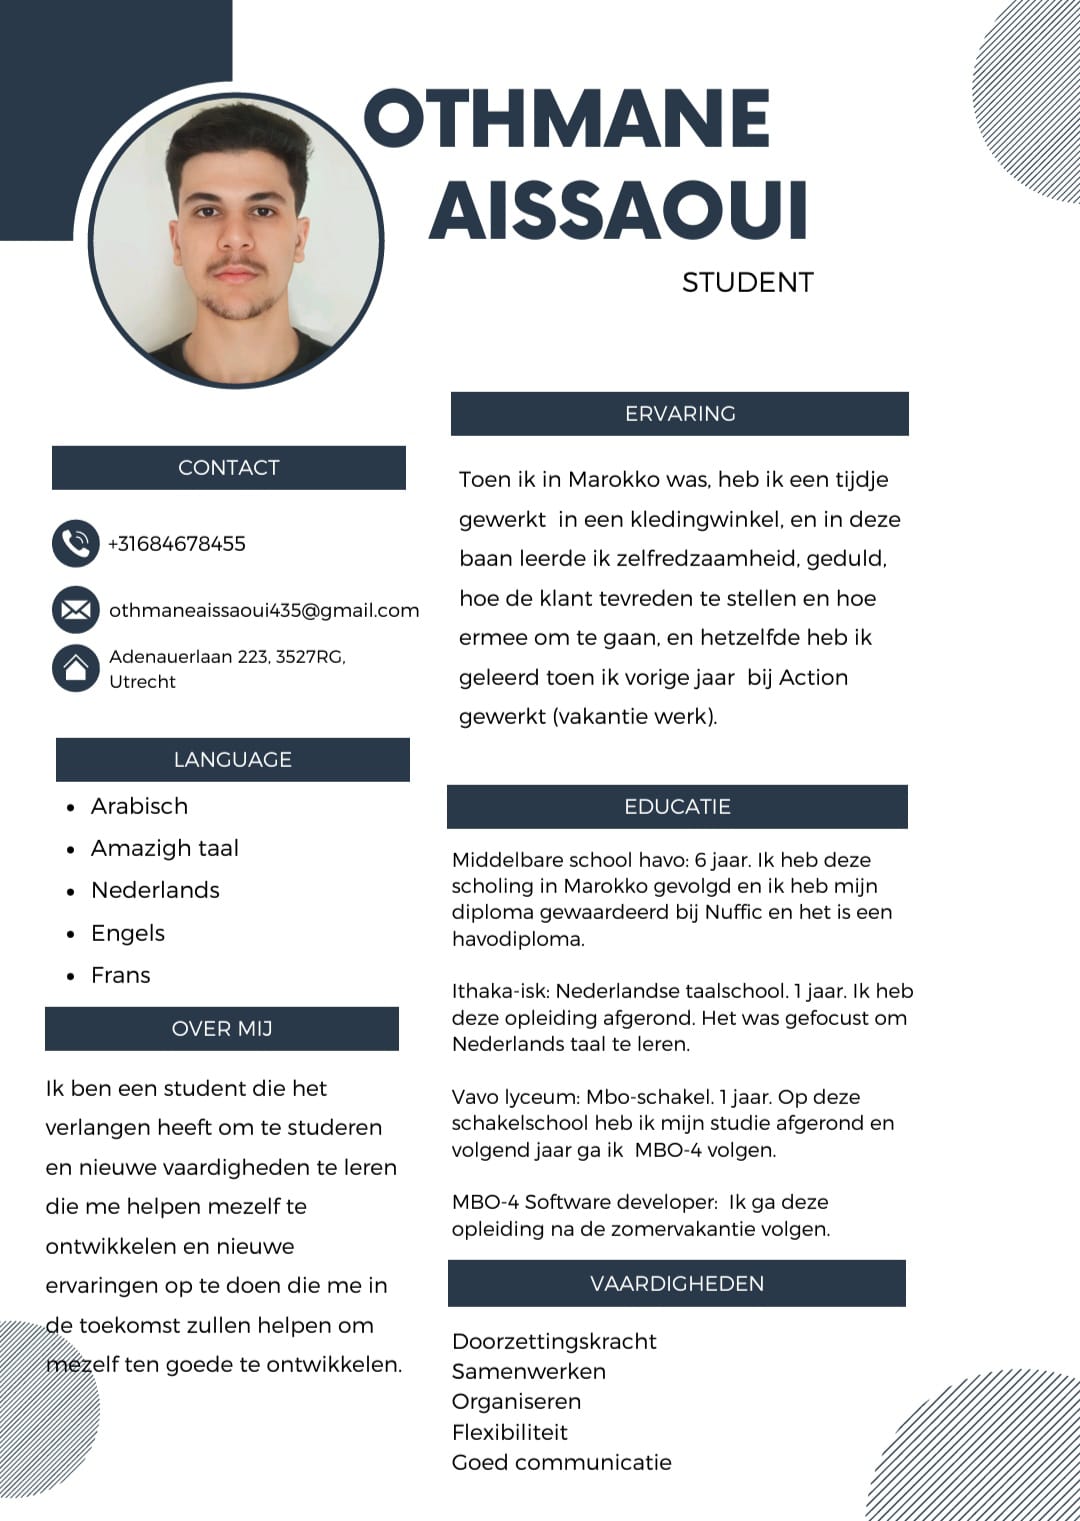 OTHMANE
AISSAOUI
STUDENT
CONTACT
+31684678455
othmaneaissaoui435@gmail.com
Adenauerlaan 223, 3527RG,
Utrecht
LANGUAGE
• Arabisch
• Amazigh taal
• Nederlands
• Engels
• Frans
OVER MIJ
Ik ben een student die het
verlangen heeft om te studeren
en nieuwe vaardigheden te leren
die me helpen mezelf te
ontwikkelen en nieuwe
ervaringen op te doen die me in
de toekomst zullen helpen om
mezelf ten goede te ontwikkelen.
ERVARING
Toen ik in Marokko was, heb ik een tijdje
gewerkt  in een kledingwinkel, en in deze
baan leerde ik zelfredzaamheid, geduld,
hoe de klant tevreden te stellen en hoe
ermee om te gaan, en hetzelfde heb ik
geleerd toen ik vorige jaar  bij Action
gewerkt (vakantie werk).
EDUCATIE
Middelbare school havo: 6 jaar. Ik heb deze
scholing in Marokko gevolgd en ik heb mijn
diploma gewaardeerd bij Nuffic en het is een
havodiploma.
Ithaka-isk: Nederlandse taalschool. 1 jaar. Ik heb
deze opleiding afgerond. Het was gefocust om
Nederlands taal te leren.
Vavo lyceum: Mbo-schakel. 1 jaar. Op deze
schakelschool heb ik mijn studie afgerond en
volgend jaar ga ik  MBO-4 volgen.
MBO-4 Software developer:  Ik ga deze
opleiding na de zomervakantie volgen.
VAARDIGHEDEN
Doorzettingskracht
Samenwerken
Organiseren
Flexibiliteit
Goed communicatie